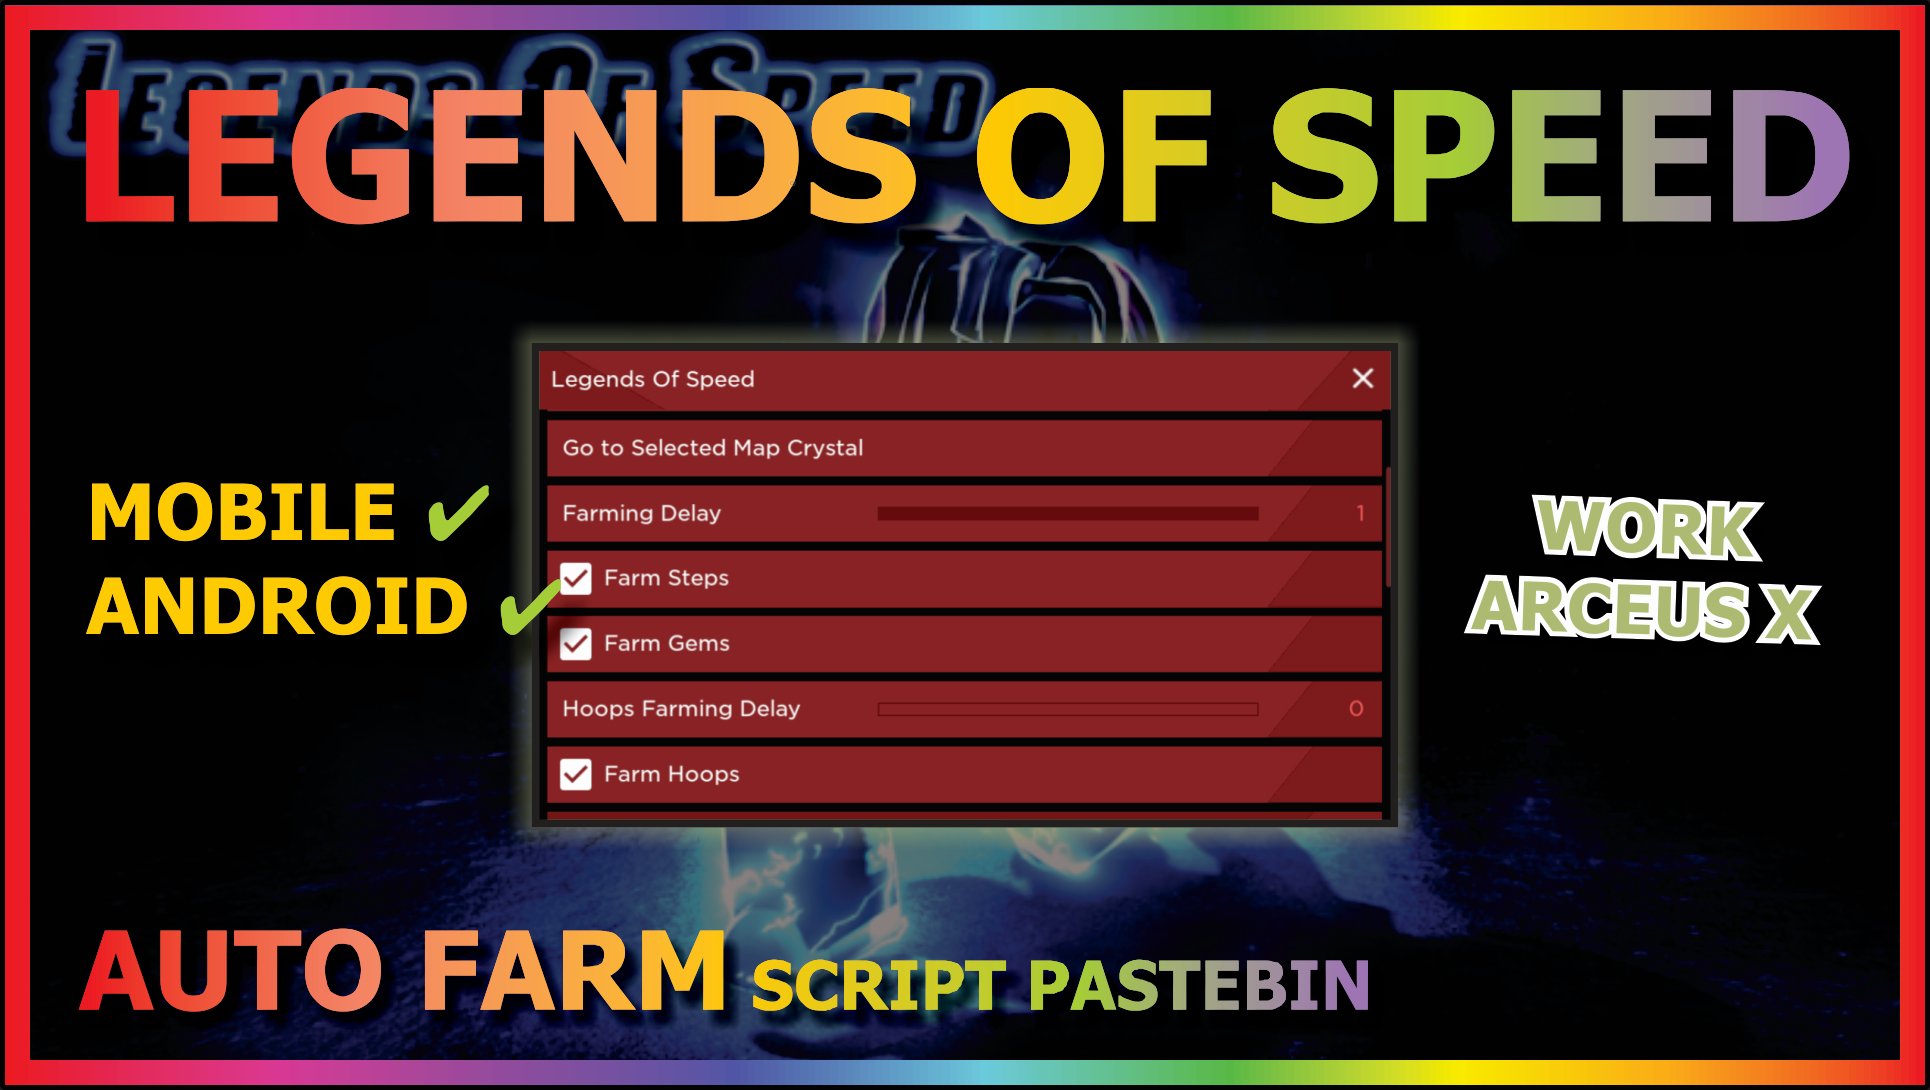 Legends Of Speed
LEGENDS OF SPEED
Legends Of Speed
Go to Selected Map Crystal
Farming Delay 1
Farm Steps
Farm Gems
Hoops Farming Delay 0
Farm Hoops
MOBILE
ANDROID
WORK
ARCEUS X
AUTO FARM SCRIPT PASTEBIN